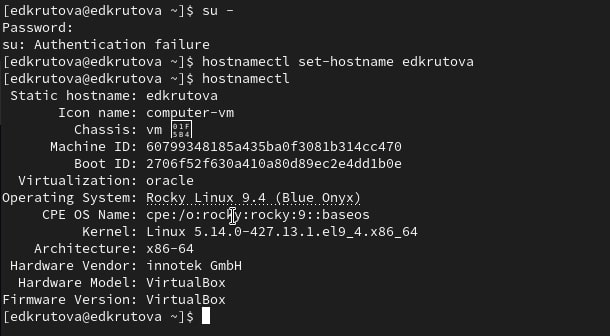 [edkrutova@edkrutova ~]$ su -
Password:
su: Authentication failure
[edkrutova@edkrutova ~]$ hostnamectl set-hostname edkrutova
[edkrutova@edkrutova ~]$ hostnamectl
Static hostname: edkrutova
Icon name: computer-vm
Chassis: vm 01F5B4
Machine ID: 60799348185a435ba0f3081b314cc470
Boot ID: 2706f52f630a410a80d89ec2e4dd1b0e
Virtualization: oracle
Operating System: Rocky Linux 9.4 (Blue Onyx)
CPE OS Name: cpe:/o:rocky:rocky:9::baseos
Kernel: Linux 5.14.0-427.13.1.el9_4.x86_64
Architecture: x86-64
Hardware Vendor: innotek GmbH
Hardware Model: VirtualBox
Firmware Version: VirtualBox
[edkrutova@edkrutova ~]$